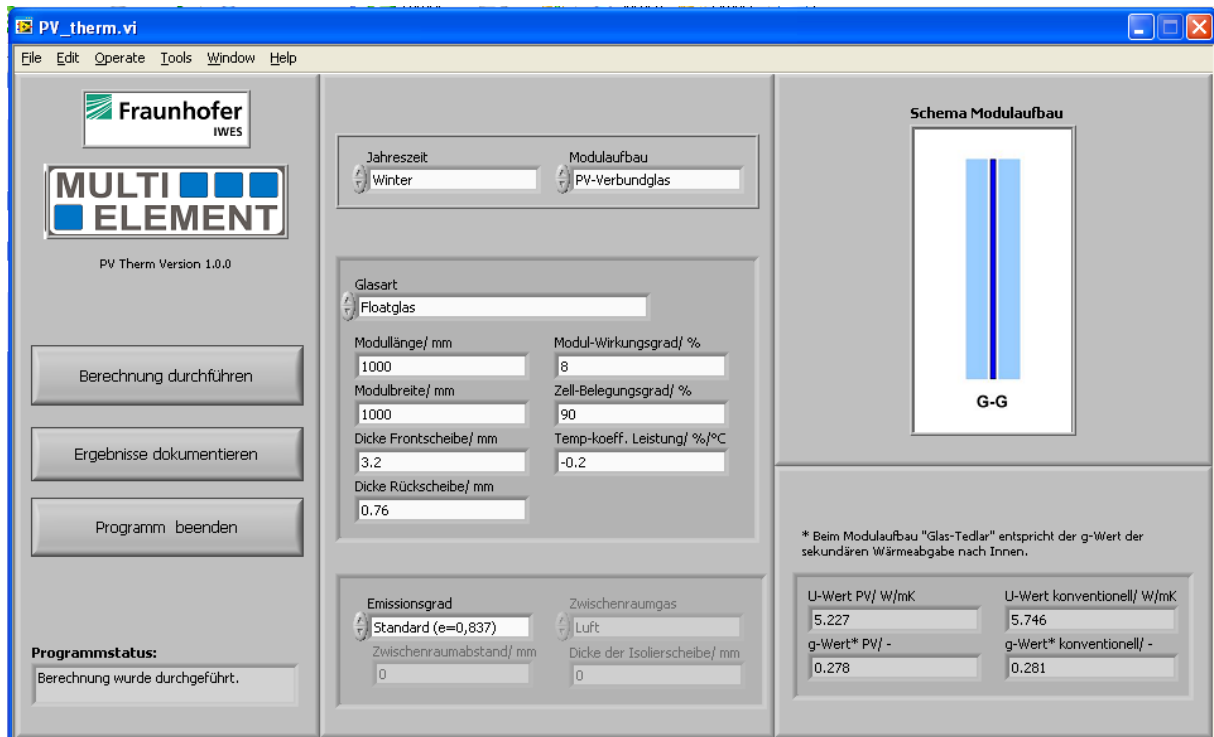 PV_therm.vi
File Edit Operate Tools Window Help
Fraunhofer
IWES
MULTI
ELEMENT
PV Therm Version 1.0.0
Berechnung durchführen
Ergebnisse dokumentieren
Programm beenden
Programmstatus:
Berechnung wurde durchgeführt.
Jahreszeit Modulaufbau
Winter PV-Verbundglas
Glasart
Floatglas
Modullänge/ mm Modul-Wirkungsgrad/ %
1000 8
Modulbreite/ mm Zell-Belegungsgrad/ %
1000 90
Dicke Frontscheibe/ mm Temp-koeff. Leistung/ %/°C
3.2 -0.2
Dicke Rückscheibe/ mm
0.76
Emissionsgrad Zwischenraumgas
Standard (e=0,837) Luft
Zwischenraumabstand/ mm Dicke der Isolierscheibe/ mm
0 0
Schema Modulaufbau
G-G
* Beim Modulaufbau "Glas-Tedlar" entspricht der g-Wert der
sekundären Wärmeabgabe nach Innen.
U-Wert PV/ W/mK U-Wert konventionell/ W/mK
5.227 5.746
g-Wert* PV/ - g-Wert* konventionell/ -
0.278 0.281